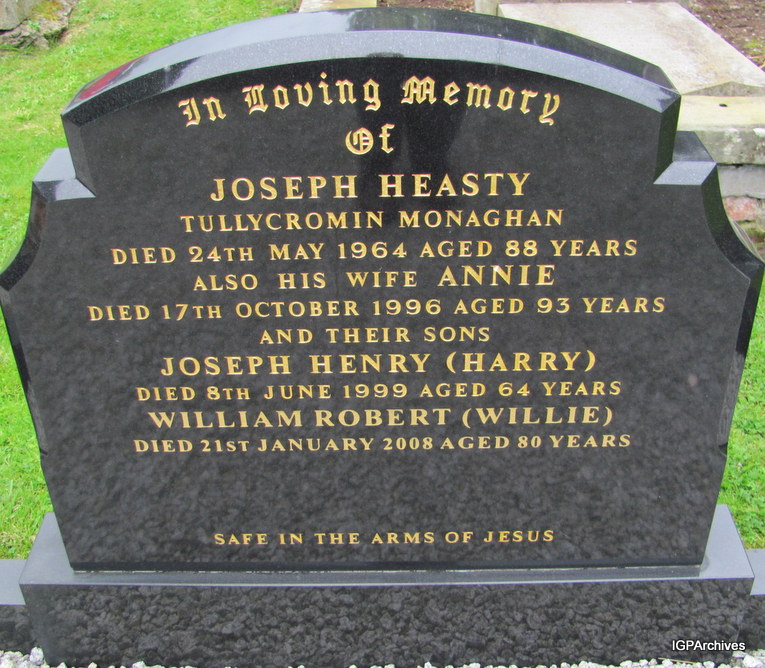 In Loving Memory
Of
JOSEPH HEASTY
TULLYCROMIN MONAGHAN
DIED 24TH MAY 1964 AGED 88 YEARS
ALSO HIS WIFE ANNIE
DIED 17TH OCTOBER 1996 AGED 93 YEARS
AND THEIR SONS
JOSEPH HENRY (HARRY)
DIED 8TH JUNE 1999 AGED 64 YEARS
WILLIAM ROBERT (WILLIE)
DIED 21ST JANUARY 2008 AGED 80 YEARS
SAFE IN THE ARMS OF JESUS
IGPArchives